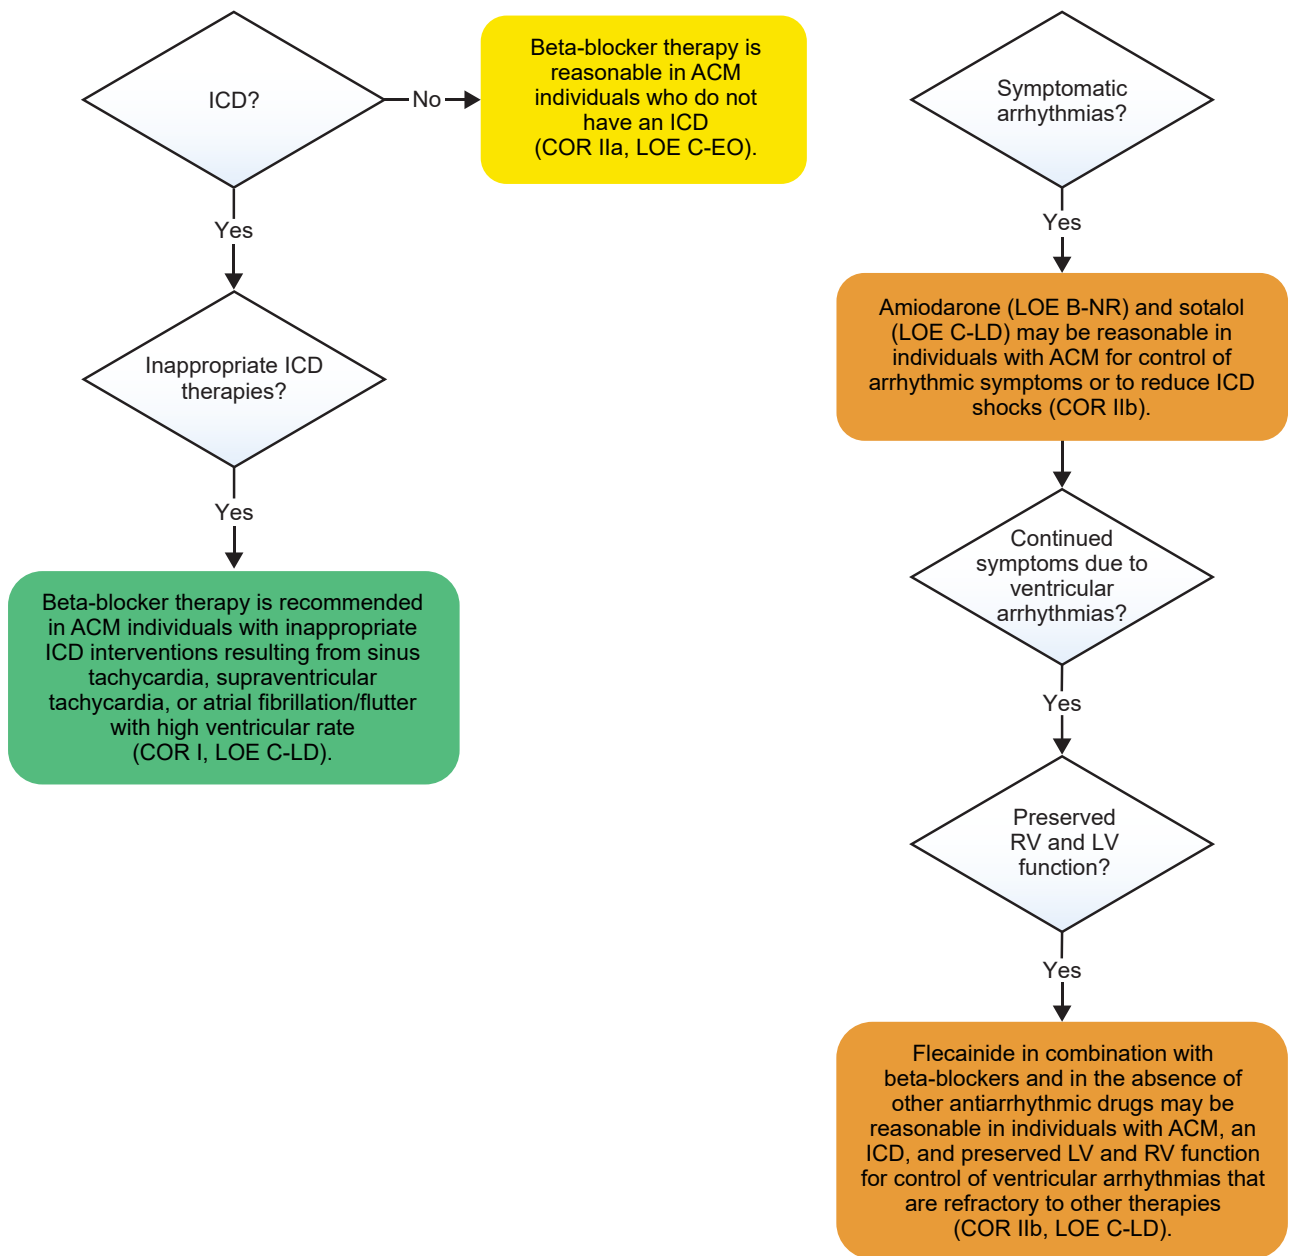 ICD?
No
Beta-blocker therapy is
reasonable in ACM
individuals who do not
have an ICD
(COR IIa, LOE C-EO).
Yes
Inappropriate ICD
therapies?
Yes
Beta-blocker therapy is recommended
in ACM individuals with inappropriate
ICD interventions resulting from sinus
tachycardia, supraventricular
tachycardia, or atrial fibrillation/flutter
with high ventricular rate
(COR I, LOE C-LD).
Symptomatic
arrhythmias?
Yes
Amiodarone (LOE B-NR) and sotalol
(LOE C-LD) may be reasonable in
individuals with ACM for control of
arrhythmic symptoms or to reduce ICD
shocks (COR IIb).
Continued
symptoms due to
ventricular
arrhythmias?
Yes
Preserved
RV and LV
function?
Yes
Flecainide in combination with
beta-blockers and in the absence of
other antiarrhythmic drugs may be
reasonable in individuals with ACM, an
ICD, and preserved LV and RV function
for control of ventricular arrhythmias that
are refractory to other therapies
(COR IIb, LOE C-LD).